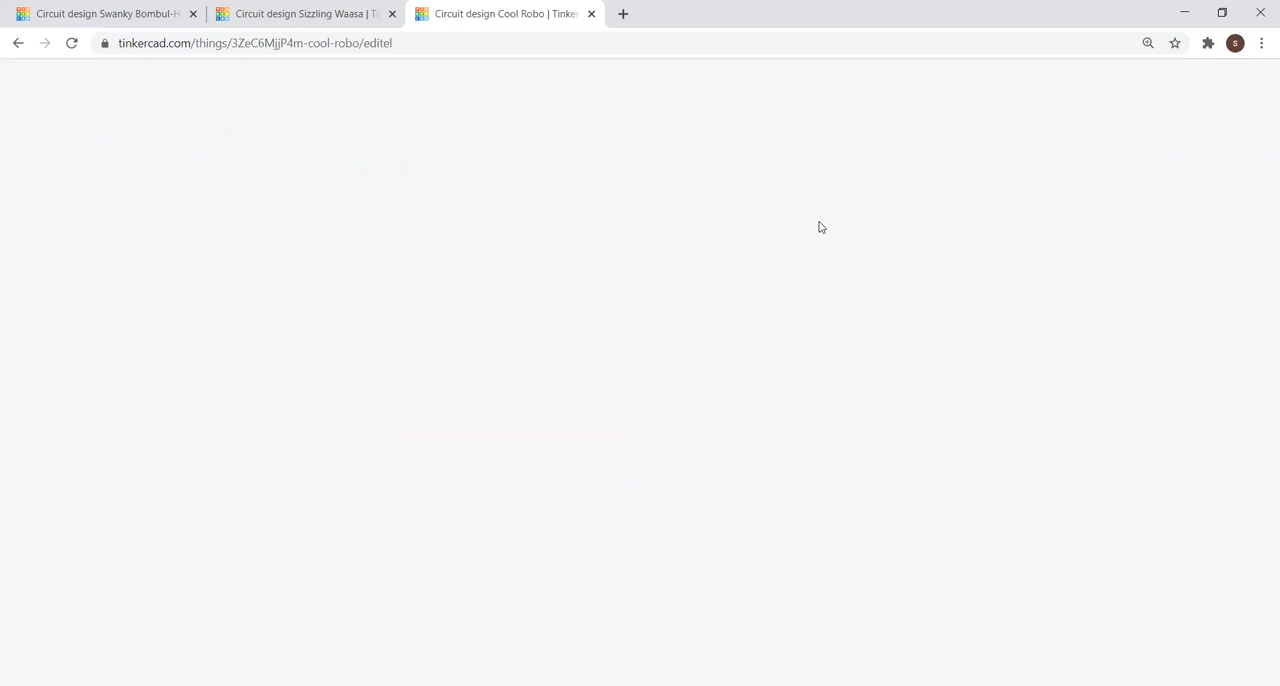 Circuit design Swanky Bombul-H
Circuit design Sizzling Waasa | Ti
Circuit design Cool Robo | Tinker
tinkercad.com/things/3ZeC6MjjP4m-cool-robo/editel
S